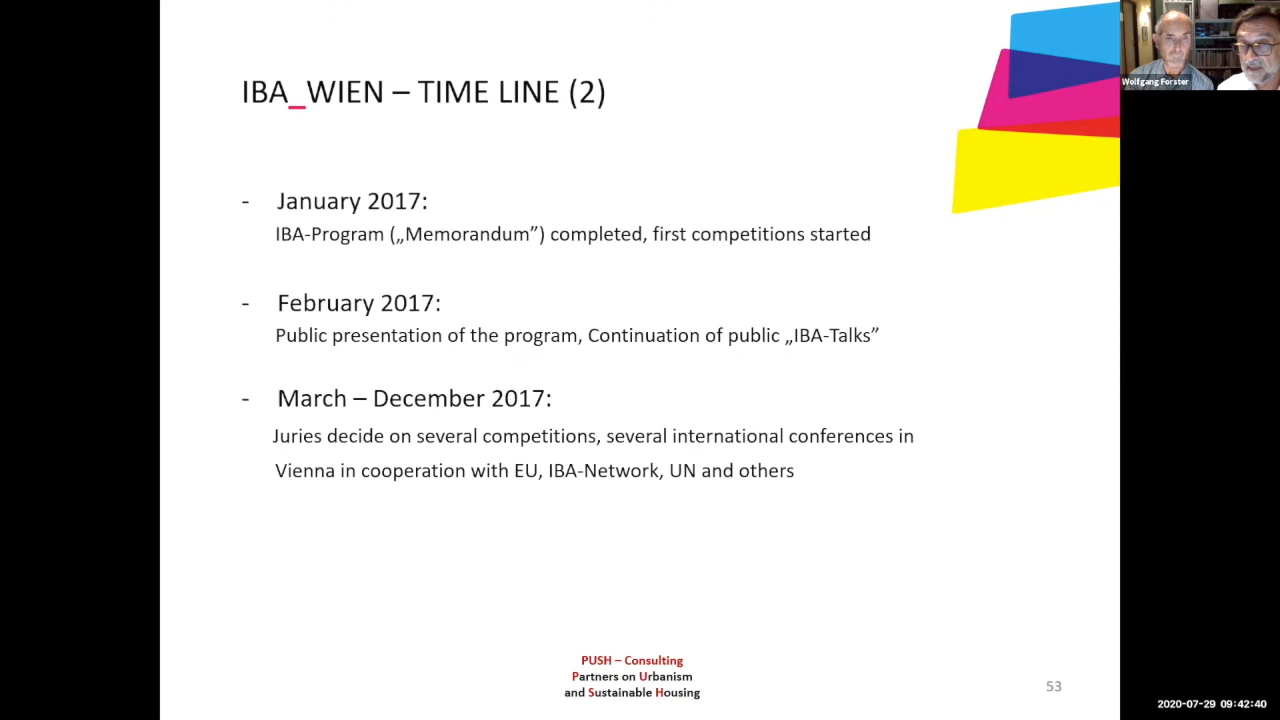 IBA_WIEN – TIME LINE (2)
Wolfgang Forster
- January 2017:
IBA-Program („Memorandum”) completed, first competitions started
- February 2017:
Public presentation of the program, Continuation of public „IBA-Talks”
- March – December 2017:
Juries decide on several competitions, several international conferences in
Vienna in cooperation with EU, IBA-Network, UN and others
PUSH – Consulting
Partners on Urbanism
and Sustainable Housing
53
2020-07-29 09:42:40